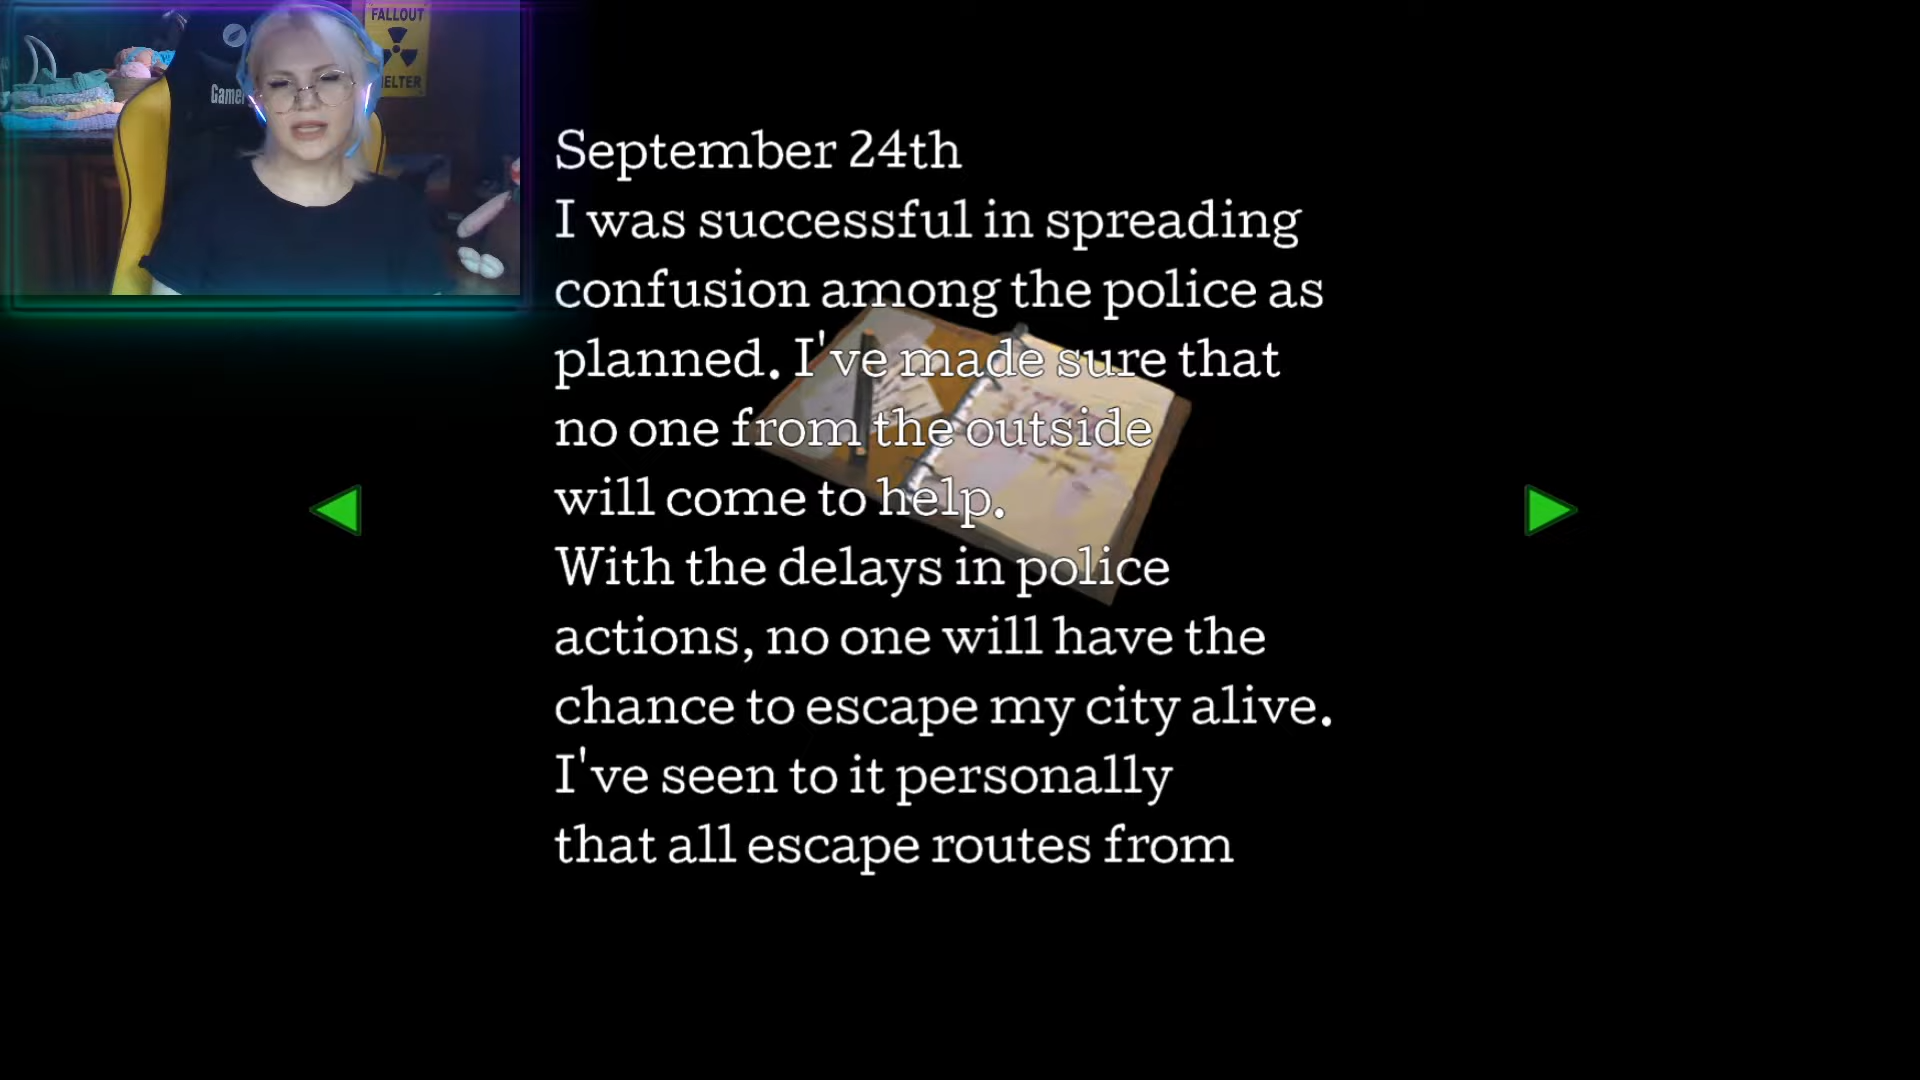 FALLOUT
Gamer
September 24th
I was successful in spreading
confusion among the police as
planned. I've made sure that
no one from the outside
will come to help.
With the delays in police
actions, no one will have the
chance to escape my city alive.
I've seen to it personally
that all escape routes from